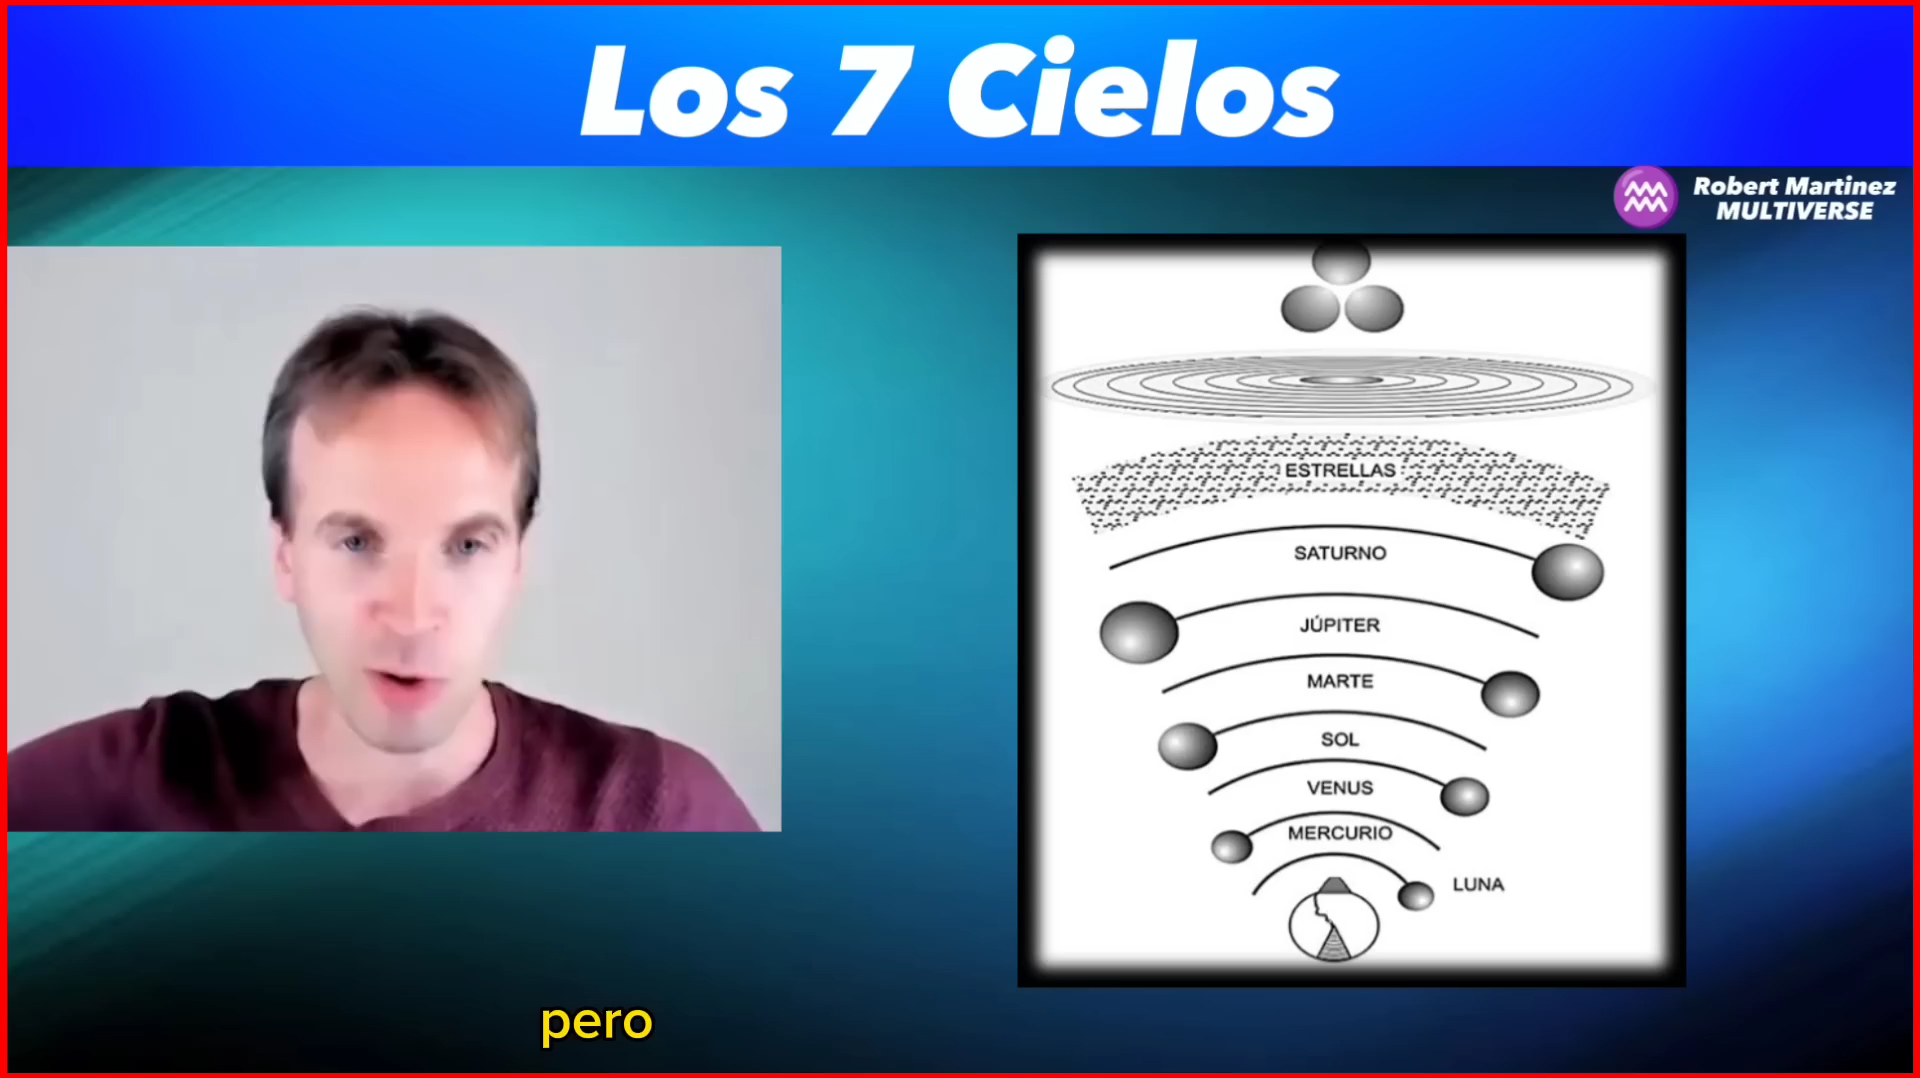 Los 7 Cielos
Robert Martinez
MULTIVERSE
ESTRELLAS
SATURNO
JÚPITER
MARTE
SOL
VENUS
MERCURIO
LUNA
pero